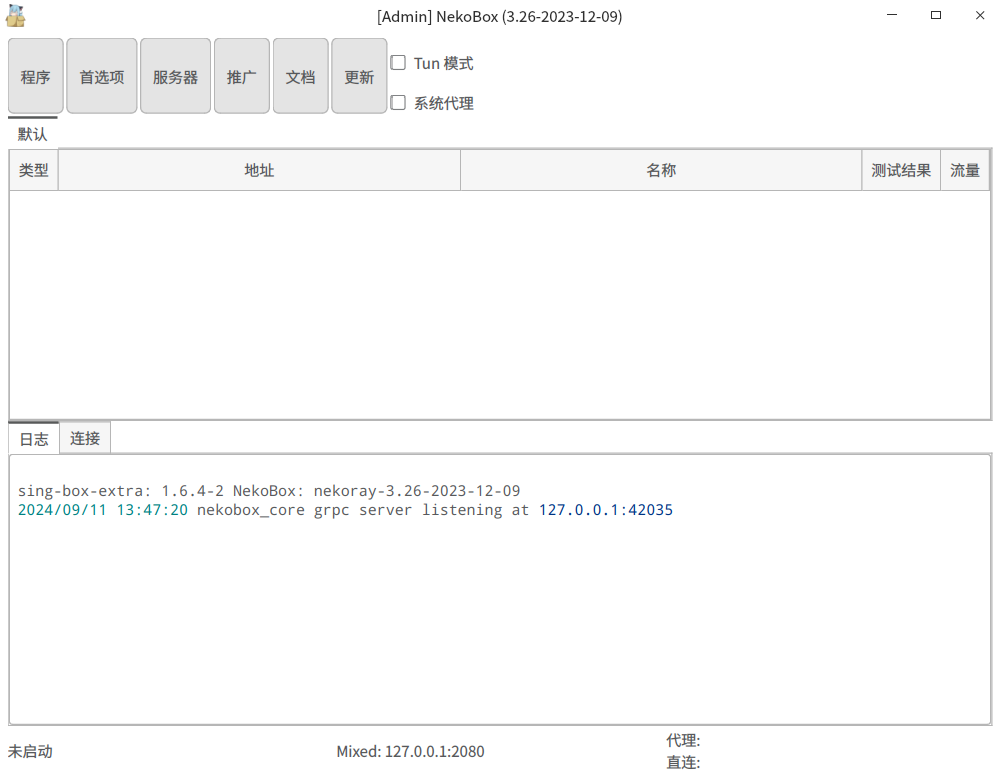 [Admin] NekoBox (3.26-2023-12-09)
程序 首选项 服务器 推广 文档 更新
Tun 模式
系统代理
默认
类型 地址 名称 测试结果 流量
日志 连接
sing-box-extra: 1.6.4-2 NekoBox: nekoray-3.26-2023-12-09
2024/09/11 13:47:20 nekobox_core grpc server listening at 127.0.0.1:42035
未启动 Mixed: 127.0.0.1:2080
代理:
直连: